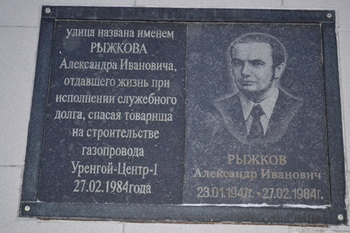 улица названа именем
РЫЖКОВА
Александра Ивановича,
отдавшего жизнь при
исполнении служебного
долга, спасая товарища
на строительстве
газопровода
Уренгой-Центр-1
27.02.1984года
РЫЖКОВ
Александр Иванович
23.01.1947г.-27.02.1984г.